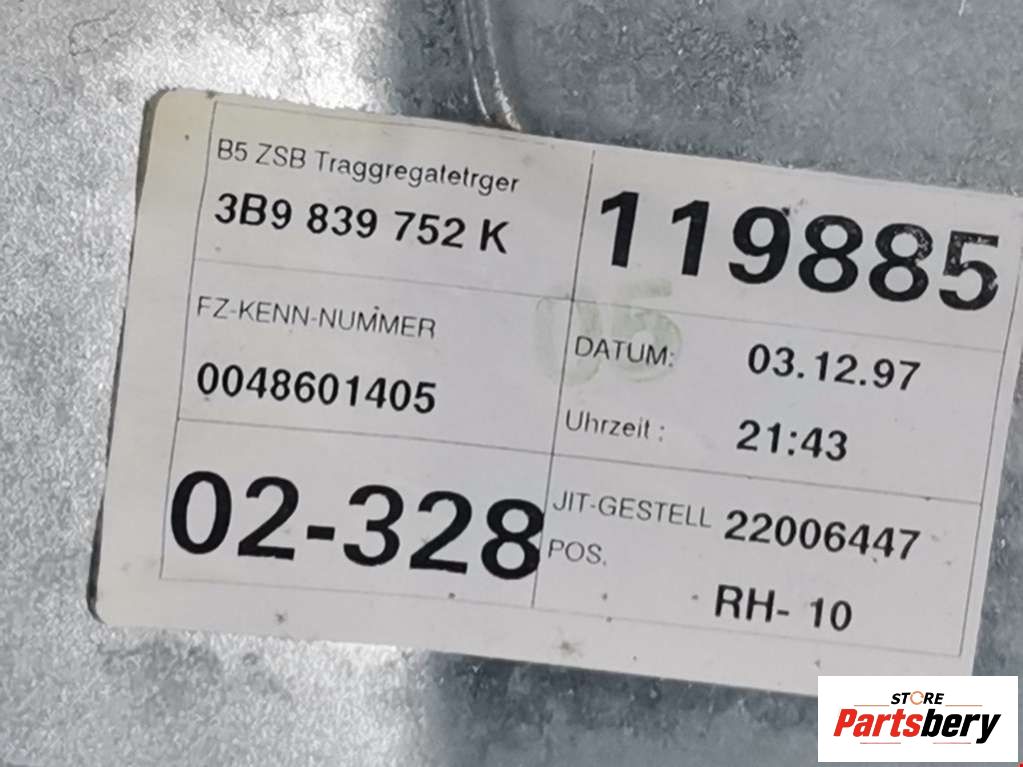 B5 ZSB Traggregatetrger
3B9 839 752 K
119885
FZ-KENN-NUMMER
0048601405
05
DATUM: 03.12.97
Uhrzeit : 21:43
02-328
JIT-GESTELL 22006447
POS. RH- 10
STORE
Partsbery